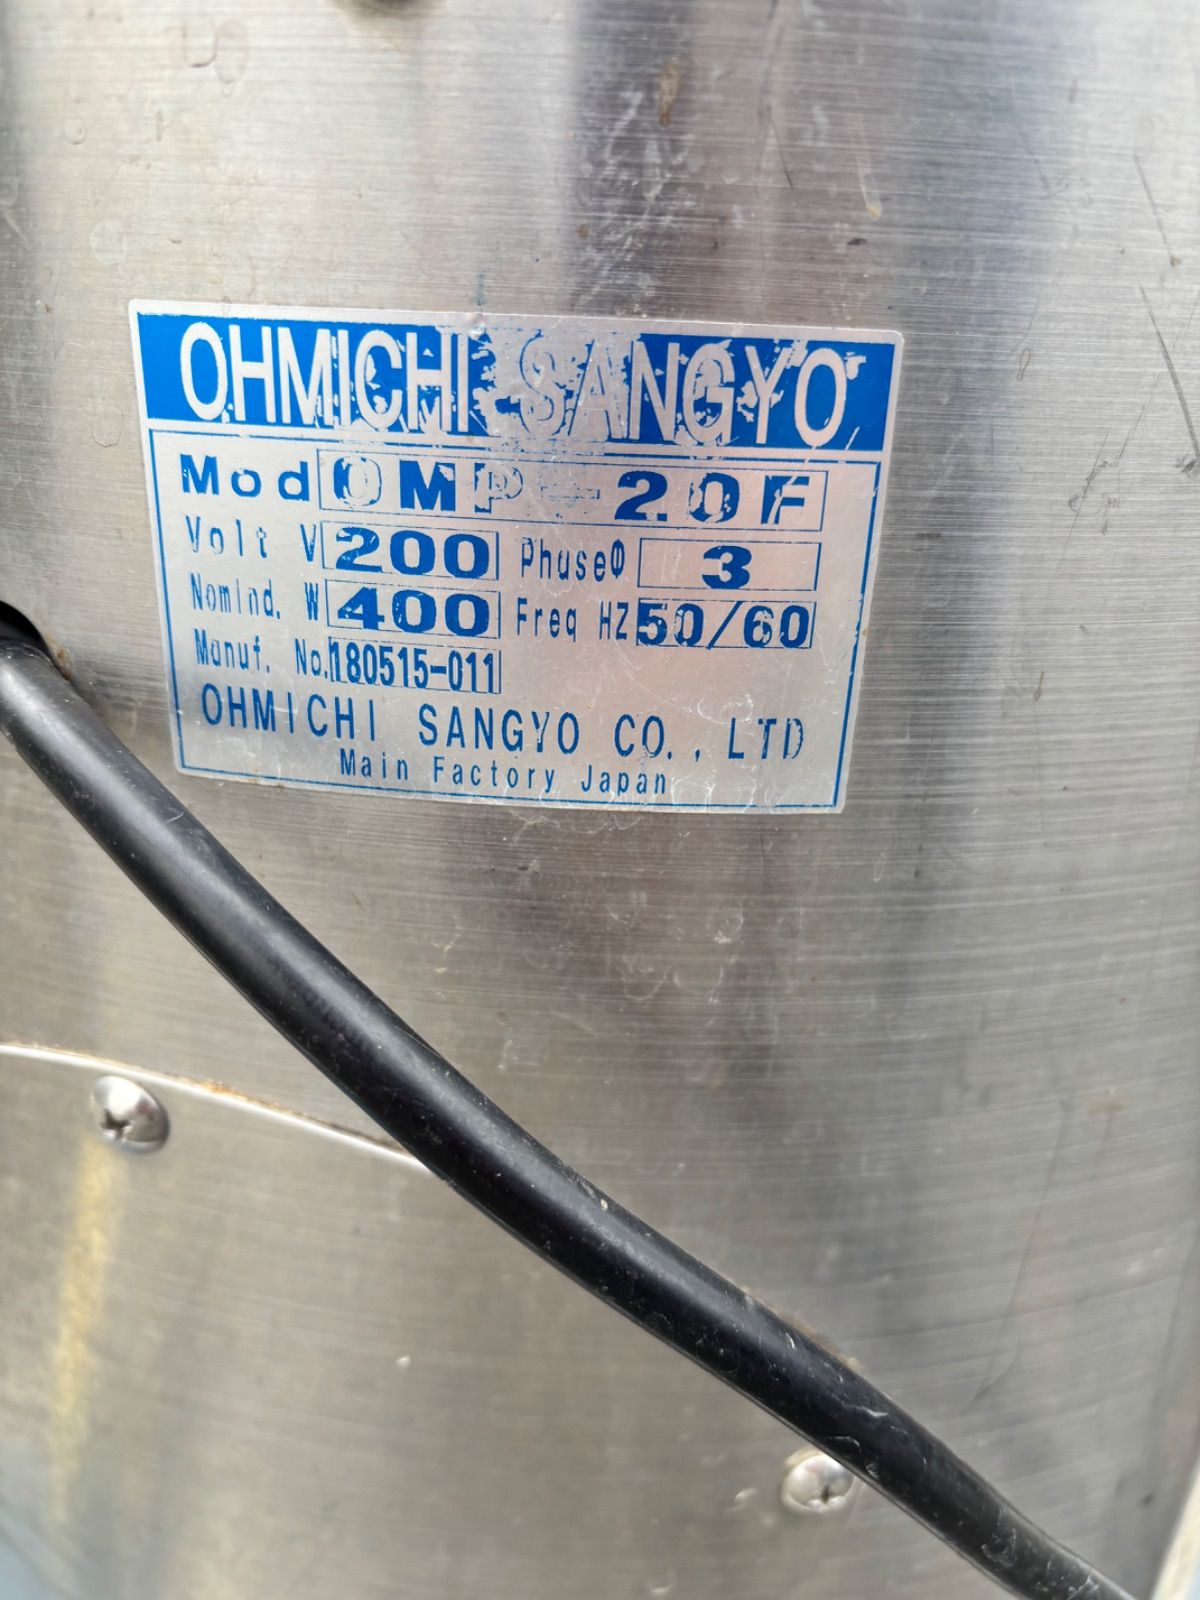 OHMICHI SANGYO
Mod OMP-20F
Volt V 200 PhuseΦ 3
Nomind. W 400 Freq HZ 50/60
Manuf. No. 180515-011
OHMICHI SANGYO CO., LTD
Main Factory Japan